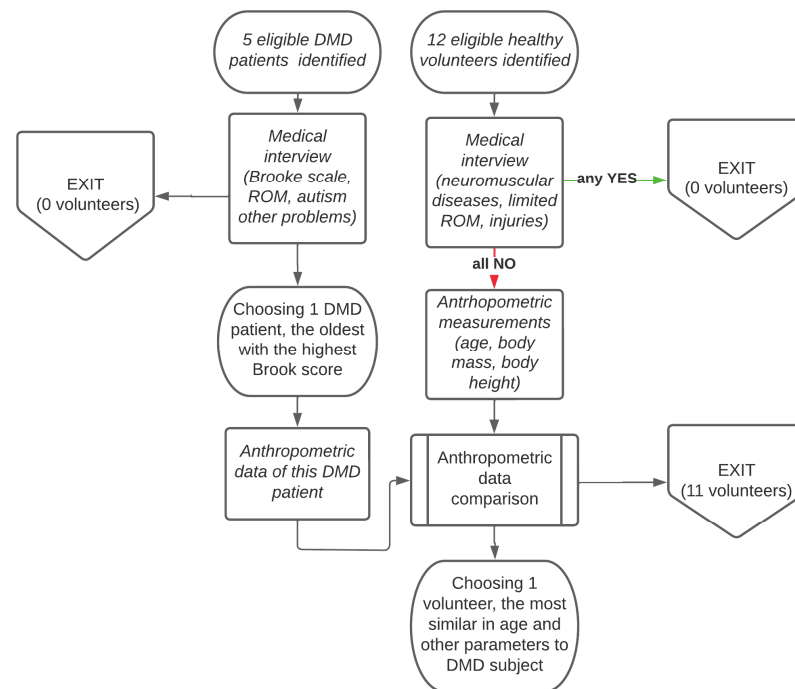 5 eligible DMD
patients identified
12 eligible healthy
volunteers identified
Medical
interview
(Brooke scale,
ROM, autism
other problems)
EXIT
(0 volunteers)
Medical
interview
(neuromuscular
diseases, limited
ROM, injuries)
any YES
EXIT
(0 volunteers)
all NO
Choosing 1 DMD
patient, the oldest
with the highest
Brook score
Antrhopometric
measurements
(age, body
mass, body
height)
Anthropometric
data of this DMD
patient
Anthropometric
data
comparison
EXIT
(11 volunteers)
Choosing 1
volunteer, the most
similar in age and
other parameters to
DMD subject